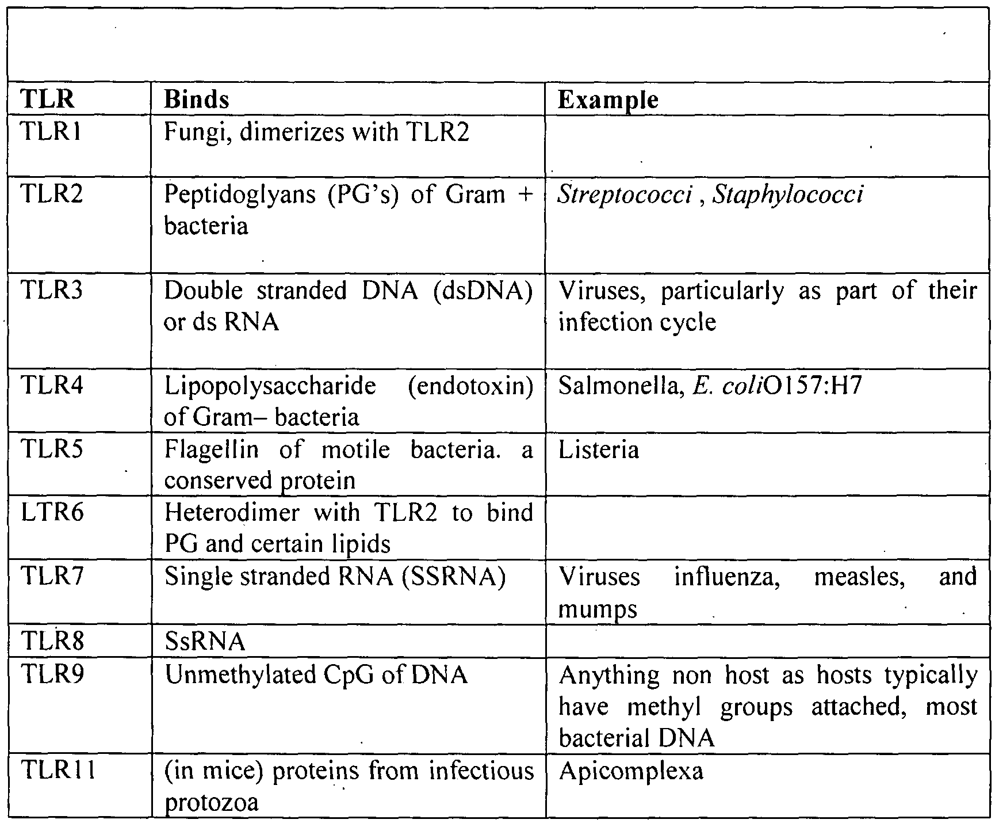 TLR Binds Example
TLR1 Fungi, dimerizes with TLR2
TLR2 Peptidoglyans (PG's) of Gram + Streptococci , Staphylococci
bacteria
TLR3 Double stranded DNA (dsDNA) Viruses, particularly as part of their
or ds RNA infection cycle
TLR4 Lipopolysaccharide (endotoxin) Salmonella, E. coliO157:H7
of Gram– bacteria
TLR5 Flagellin of motile bacteria. a Listeria
conserved protein
LTR6 Heterodimer with TLR2 to bind
PG and certain lipids
TLR7 Single stranded RNA (SSRNA) Viruses influenza, measles, and
mumps
TLR8 SsRNA
TLR9 Unmethylated CpG of DNA Anything non host as hosts typically
have methyl groups attached, most
bacterial DNA
TLR11 (in mice) proteins from infectious Apicomplexa
protozoa